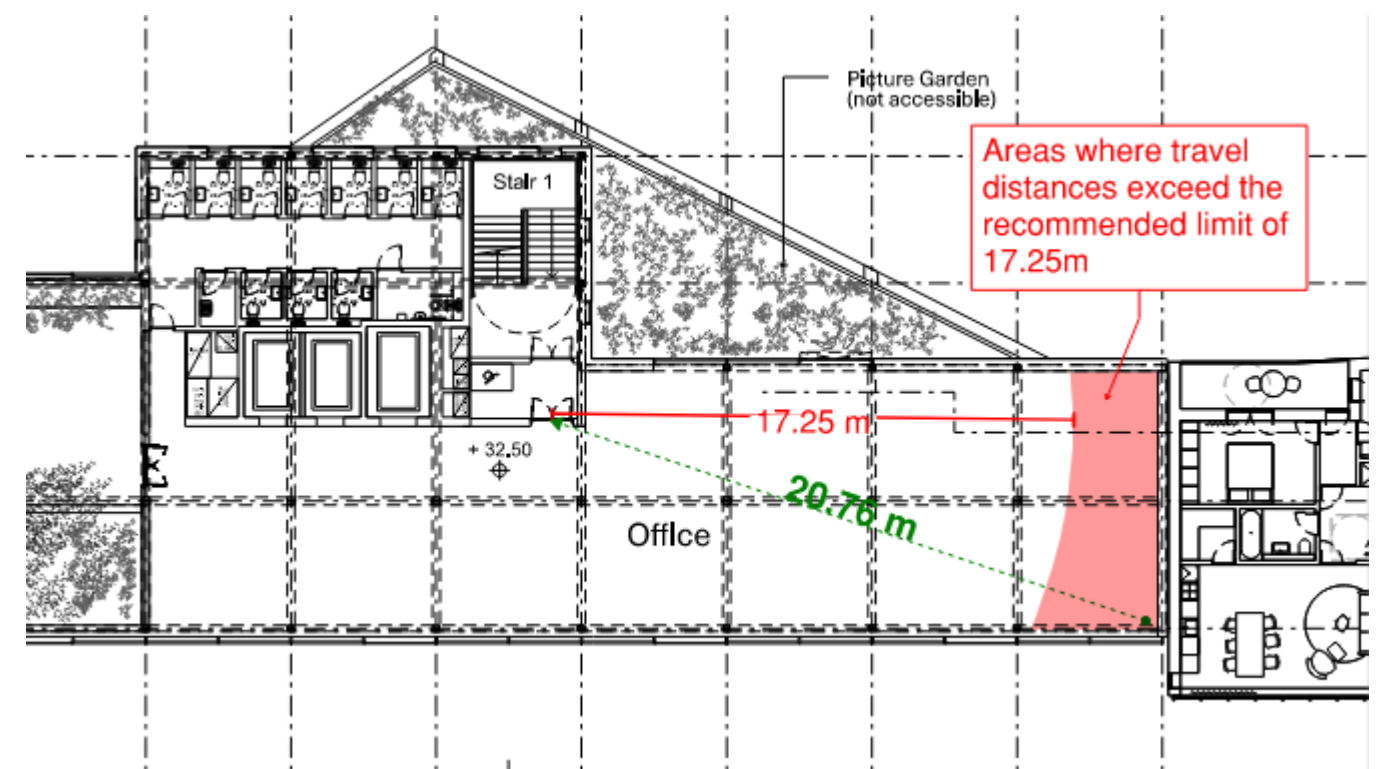 Picture Garden
(not accessible)
Areas where travel
distances exceed the
recommended limit of
17.25m
Stair 1
17.25 m
+ 32.50
20.76 m
Office